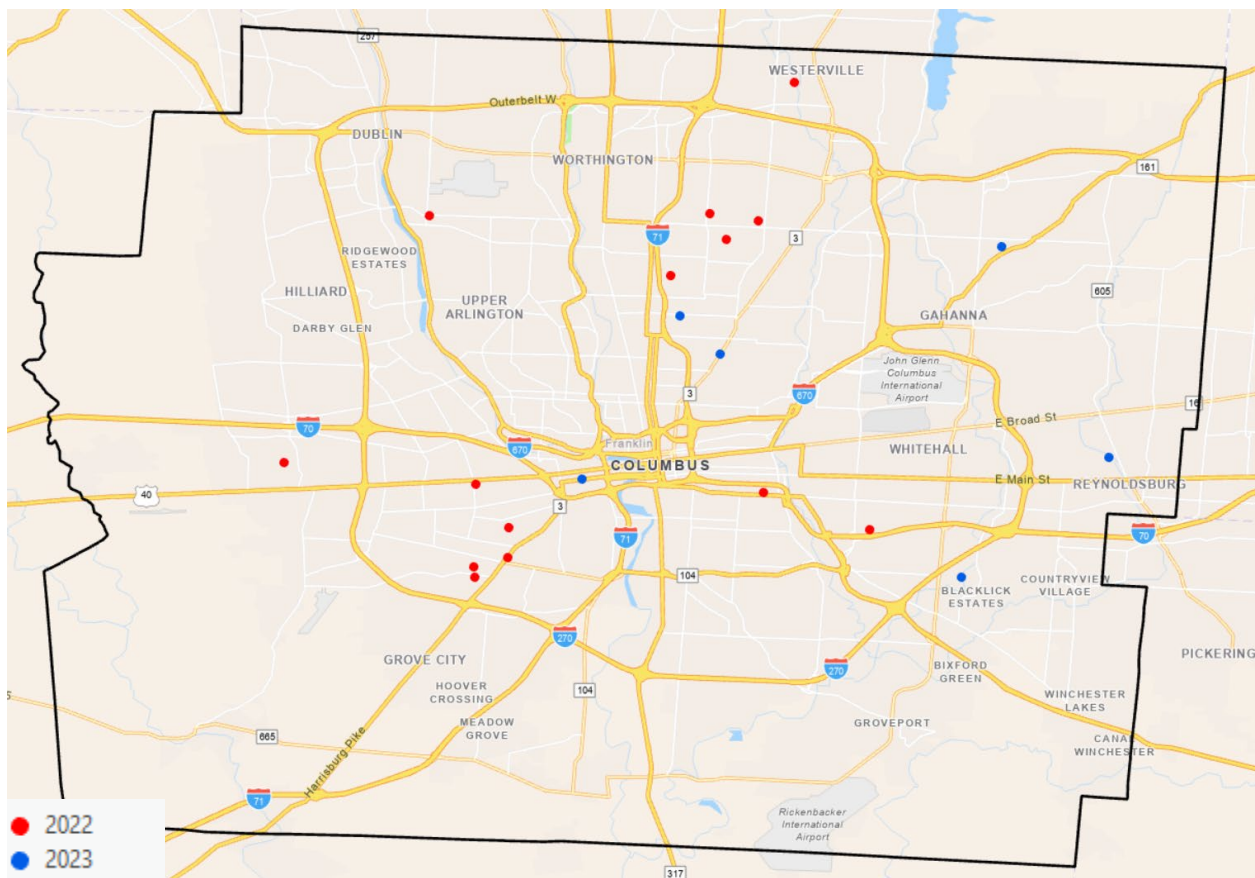 257
WESTERVILLE
Outerbelt W
DUBLIN
WORTHINGTON
161
71
3
RIDGEWOOD
ESTATES
HILLIARD
UPPER
ARLINGTON
605
DARBY GLEN
GAHANNA
John Glenn
Columbus
International
Airport
3
670
16
E Broad St
70
670
Franklin
WHITEHALL
COLUMBUS
E Main St
REYNOLDSBURG
40
3
71
70
104
BLACKLICK
ESTATES
COUNTRYVIEW
VILLAGE
270
GROVE CITY
PICKERING
270
BIXFORD
GREEN
HOOVER
CROSSING
104
WINCHESTER
LAKES
MEADOW
GROVE
GROVEPORT
665
CANAL
WINCHESTER
Harrisburg Pike
71
Rickenbacker
International
Airport
317
2022
2023